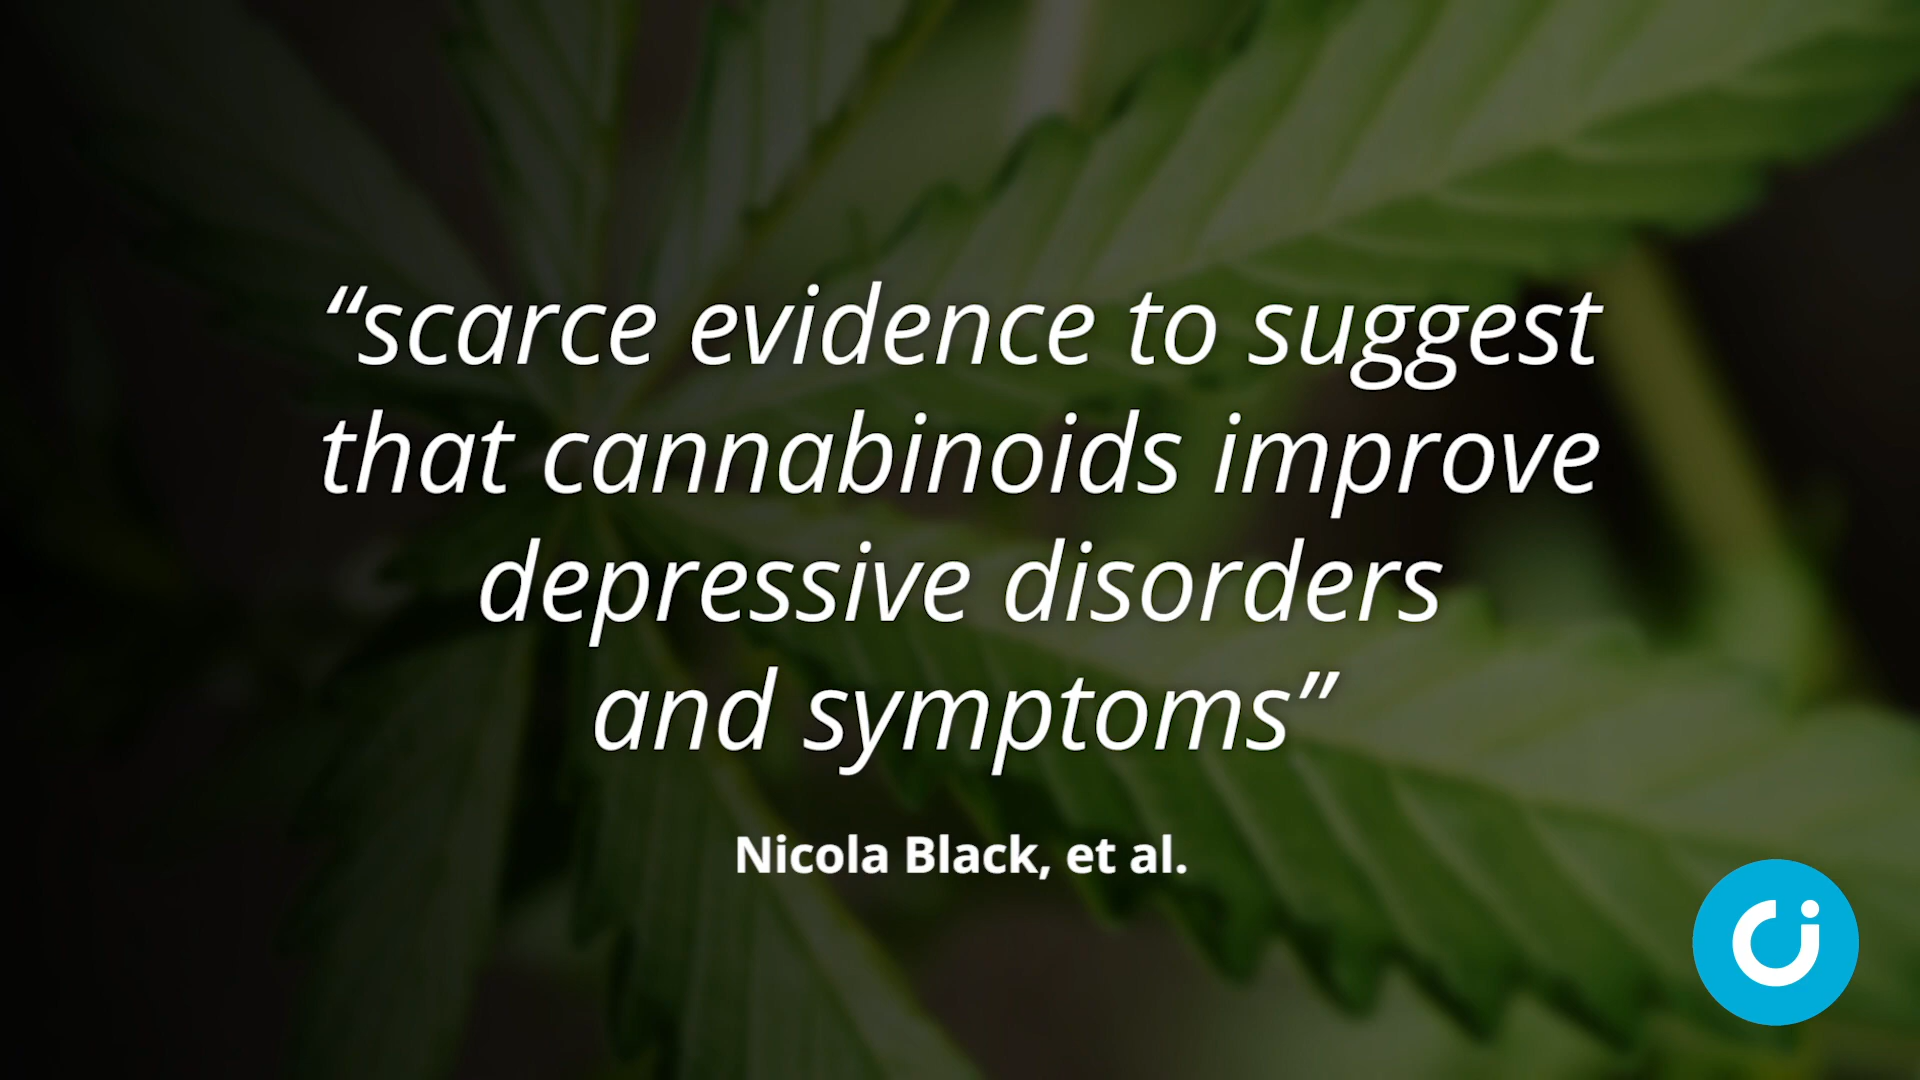 “scarce evidence to suggest
that cannabinoids improve
depressive disorders
and symptoms”
Nicola Black, et al.